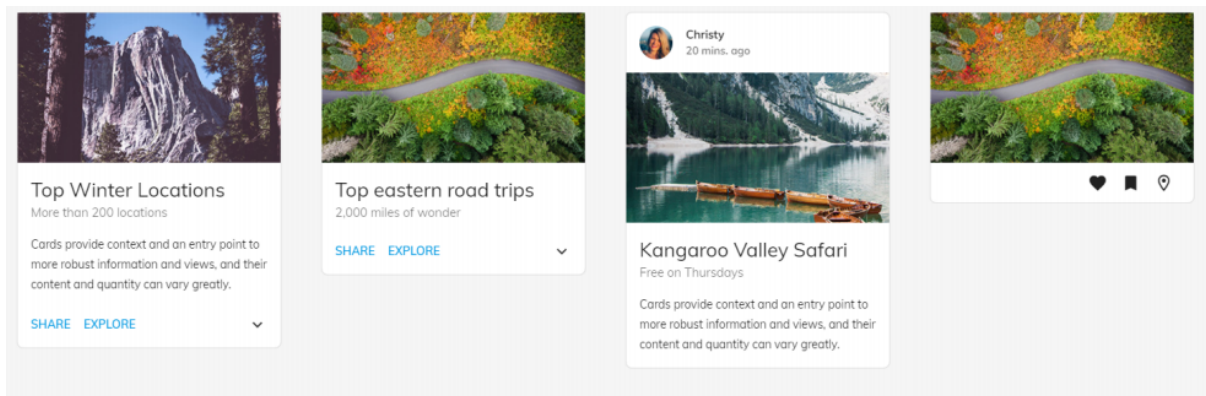 Top Winter Locations
More than 200 locations
Cards provide context and an entry point to
more robust information and views, and their
content and quantity can vary greatly.
SHARE EXPLORE
Top eastern road trips
2,000 miles of wonder
SHARE EXPLORE
Christy
20 mins. ago
Kangaroo Valley Safari
Free on Thursdays
Cards provide context and an entry point to
more robust information and views, and their
content and quantity can vary greatly.